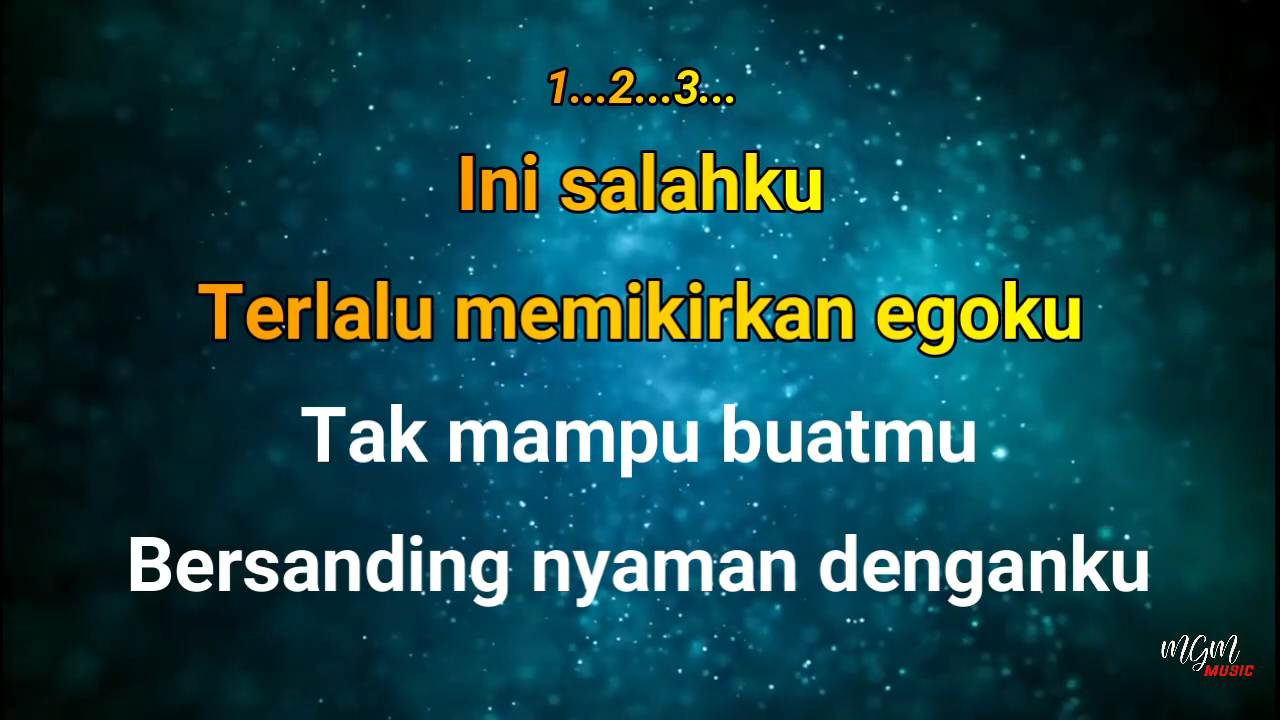 1...2...3...
Ini salahku
Terlalu memikirkan egoku
Tak mampu buatmu
Bersanding nyaman denganku
MGM
MUSIC